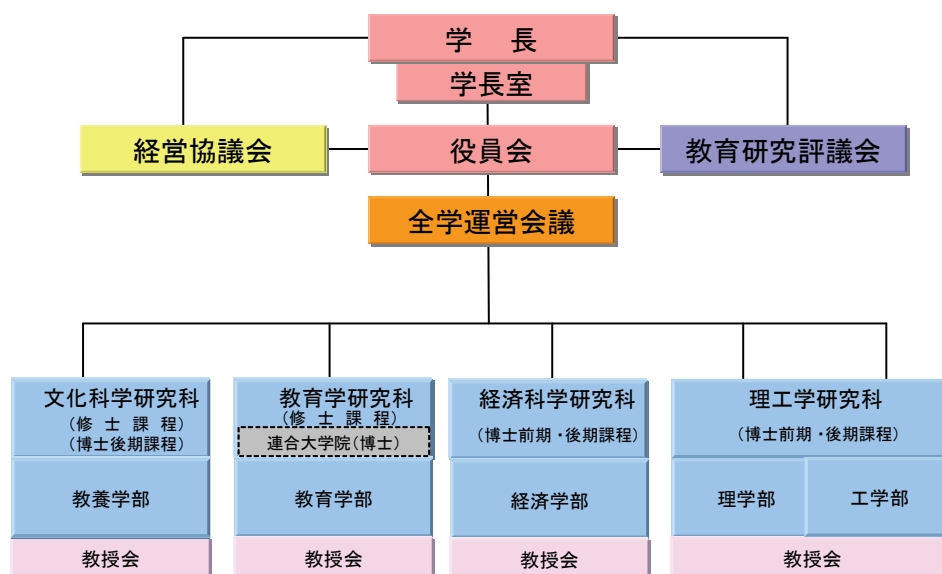 学 長
学長室
経営協議会
役員会
教育研究評議会
全学運営会議
文化科学研究科
(修 士 課 程)
(博士後期課程)
教養学部
教授会
教育学研究科
(修 士 課 程)
連合大学院(博士)
教育学部
教授会
経済科学研究科
(博士前期・後期課程)
経済学部
教授会
理工学研究科
(博士前期・後期課程)
理学部
工学部
教授会